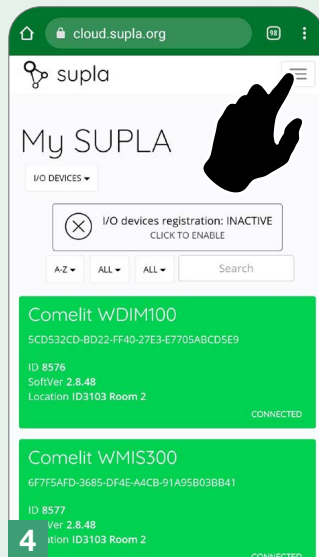 cloud.supla.org
98
supla
My SUPLA
I/O DEVICES
I/O devices registration: INACTIVE
CLICK TO ENABLE
A-Z
ALL
ALL
Search
Comelit WDIM100
5CD532CD-BD22-FF40-27E3-E7705ABCD5E9
ID 8576
SoftVer 2.8.48
Location ID3103 Room 2
CONNECTED
Comelit WMIS300
6F7F5AFD-3685-DF4E-A4CB-91A95B03BB41
ID 8577
Ver 2.8.48
ation ID3103 Room 2
CONNECTED
4